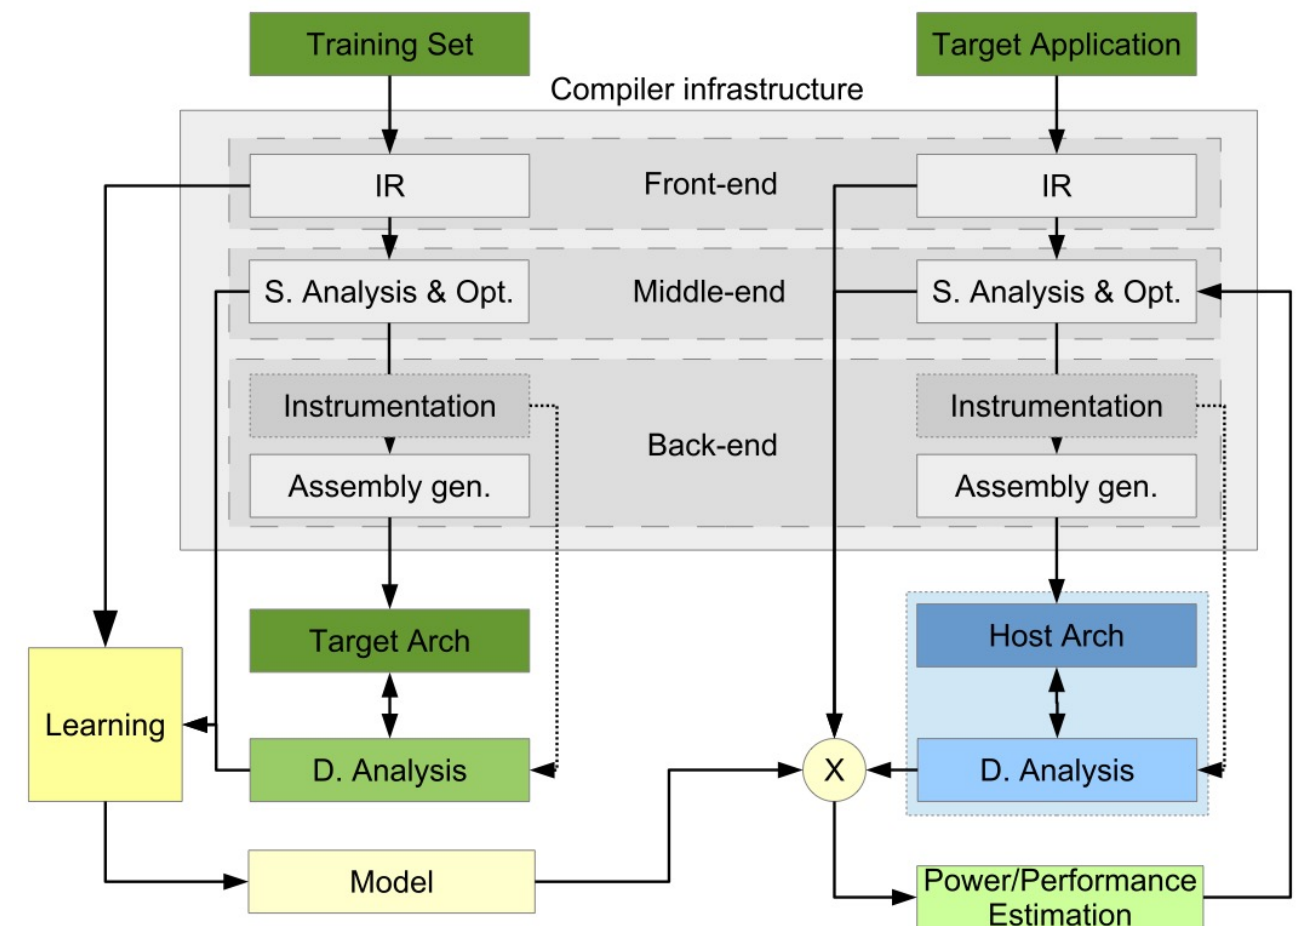 Training Set
Target Application
Compiler infrastructure
IR
Front-end
IR
S. Analysis & Opt.
Middle-end
S. Analysis & Opt.
Instrumentation
Instrumentation
Back-end
Assembly gen.
Assembly gen.
Target Arch
Host Arch
Learning
D. Analysis
X
D. Analysis
Model
Power/Performance
Estimation